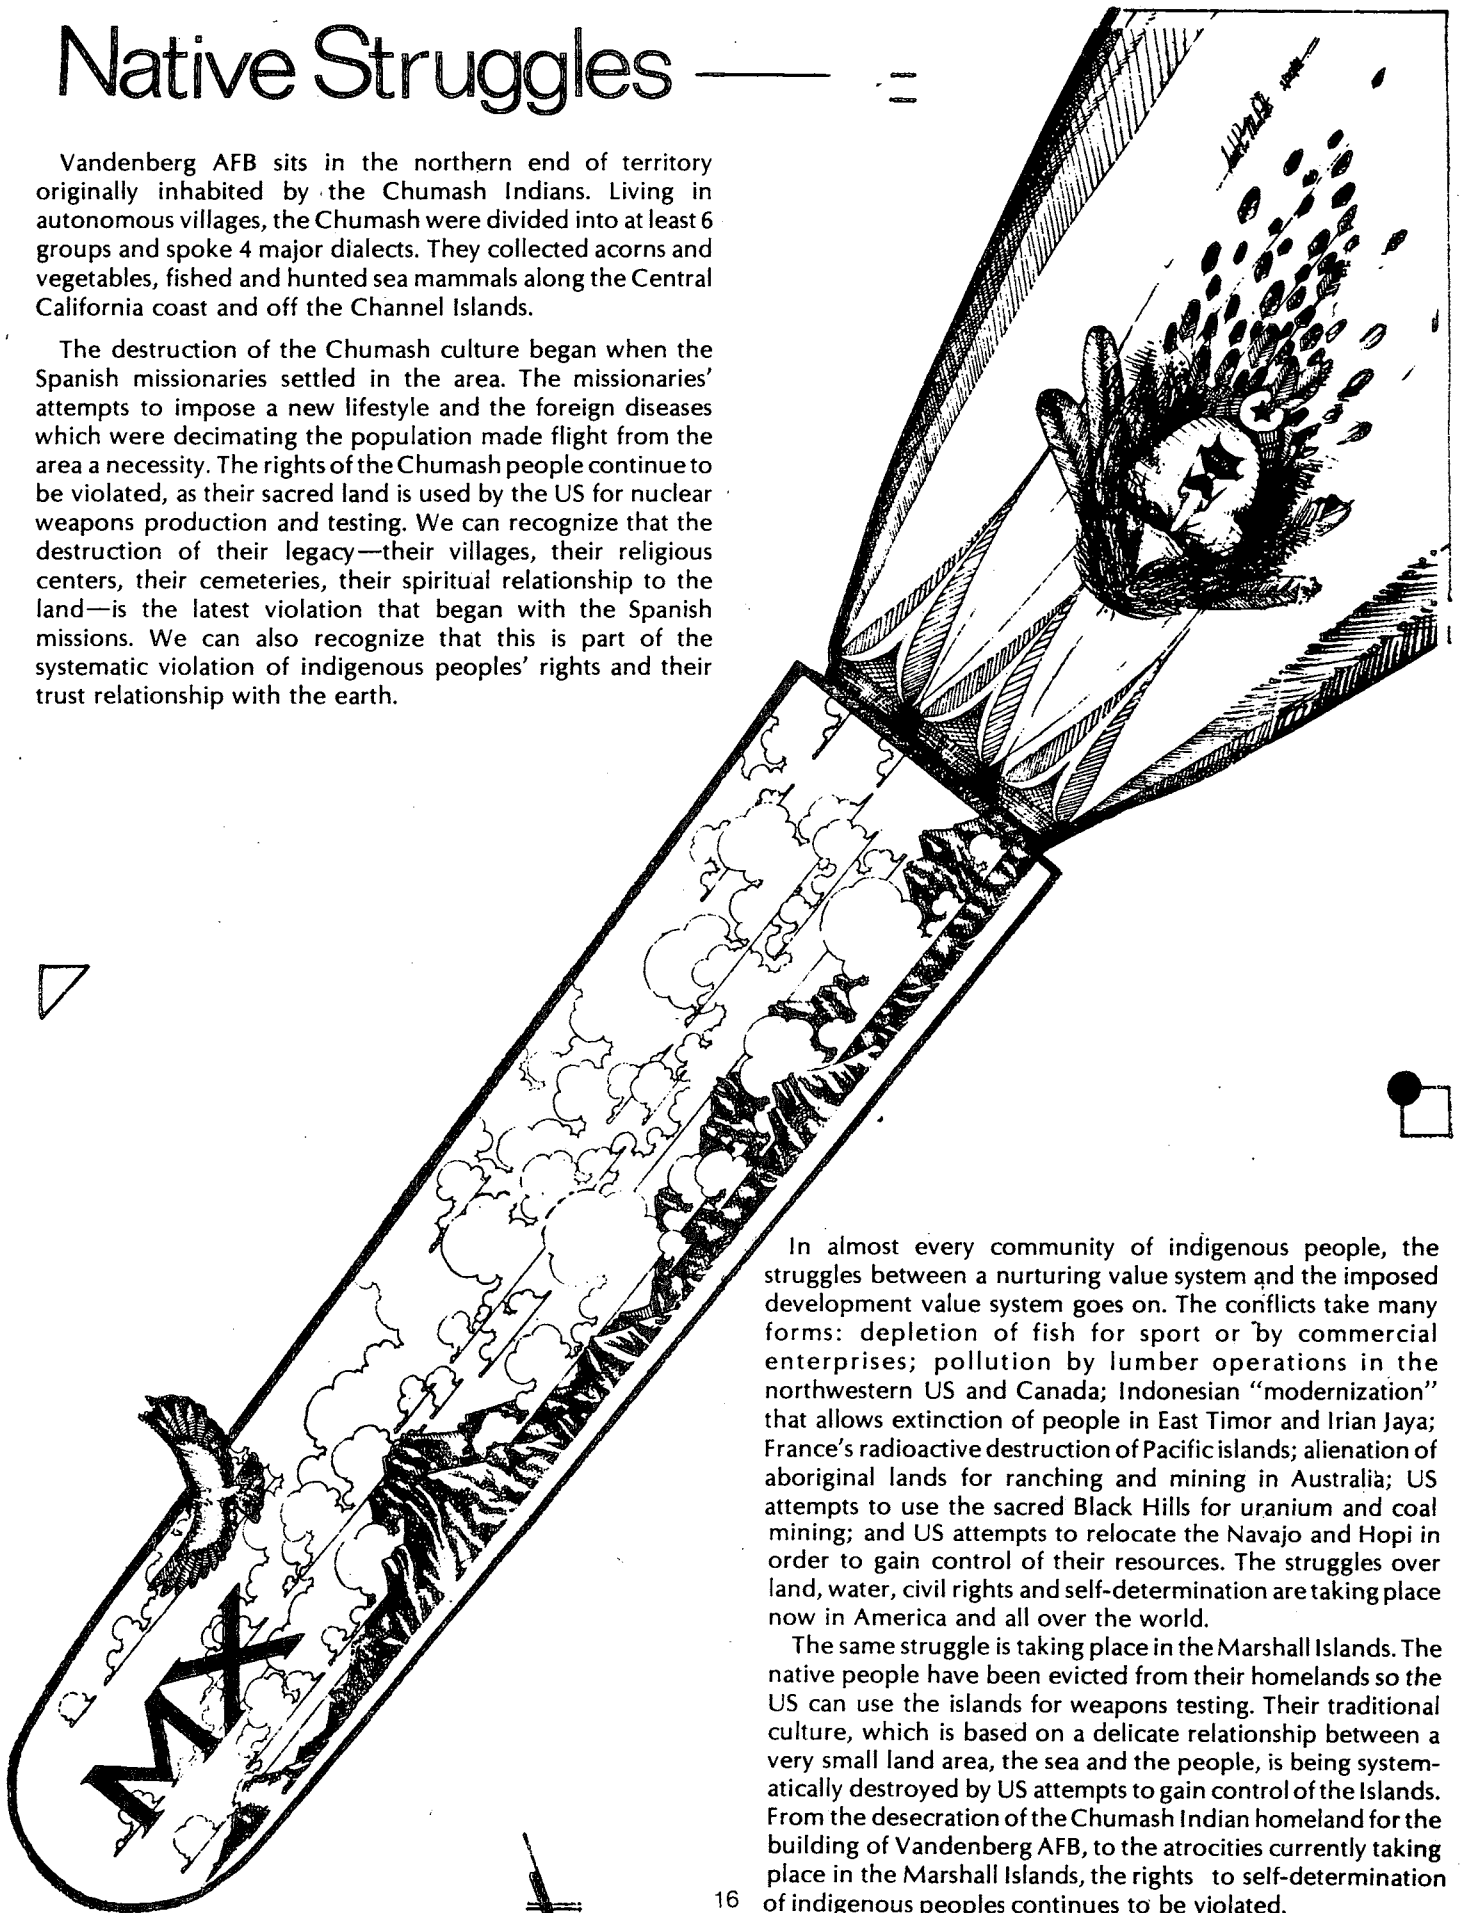 Native Struggles
Vandenberg AFB sits in the northern end of territory
originally inhabited by the Chumash Indians. Living in
autonomous villages, the Chumash were divided into at least 6
groups and spoke 4 major dialects. They collected acorns and
vegetables, fished and hunted sea mammals along the Central
California coast and off the Channel Islands.
The destruction of the Chumash culture began when the
Spanish missionaries settled in the area. The missionaries'
attempts to impose a new lifestyle and the foreign diseases
which were decimating the population made flight from the
area a necessity. The rights of the Chumash people continue to
be violated, as their sacred land is used by the US for nuclear
weapons production and testing. We can recognize that the
destruction of their legacy—their villages, their religious
centers, their cemeteries, their spiritual relationship to the
land—is the latest violation that began with the Spanish
missions. We can also recognize that this is part of the
systematic violation of indigenous peoples' rights and their
trust relationship with the earth.
MX
In almost every community of indigenous people, the
struggles between a nurturing value system and the imposed
development value system goes on. The conflicts take many
forms: depletion of fish for sport or by commercial
enterprises; pollution by lumber operations in the
northwestern US and Canada; Indonesian "modernization"
that allows extinction of people in East Timor and Irian Jaya;
France's radioactive destruction of Pacific islands; alienation of
aboriginal lands for ranching and mining in Australia; US
attempts to use the sacred Black Hills for uranium and coal
mining; and US attempts to relocate the Navajo and Hopi in
order to gain control of their resources. The struggles over
land, water, civil rights and self-determination are taking place
now in America and all over the world.
The same struggle is taking place in the Marshall Islands. The
native people have been evicted from their homelands so the
US can use the islands for weapons testing. Their traditional
culture, which is based on a delicate relationship between a
very small land area, the sea and the people, is being system-
atically destroyed by US attempts to gain control of the Islands.
From the desecration of the Chumash Indian homeland for the
building of Vandenberg AFB, to the atrocities currently taking
place in the Marshall Islands, the rights to self-determination
of indigenous peoples continues to be violated.
16